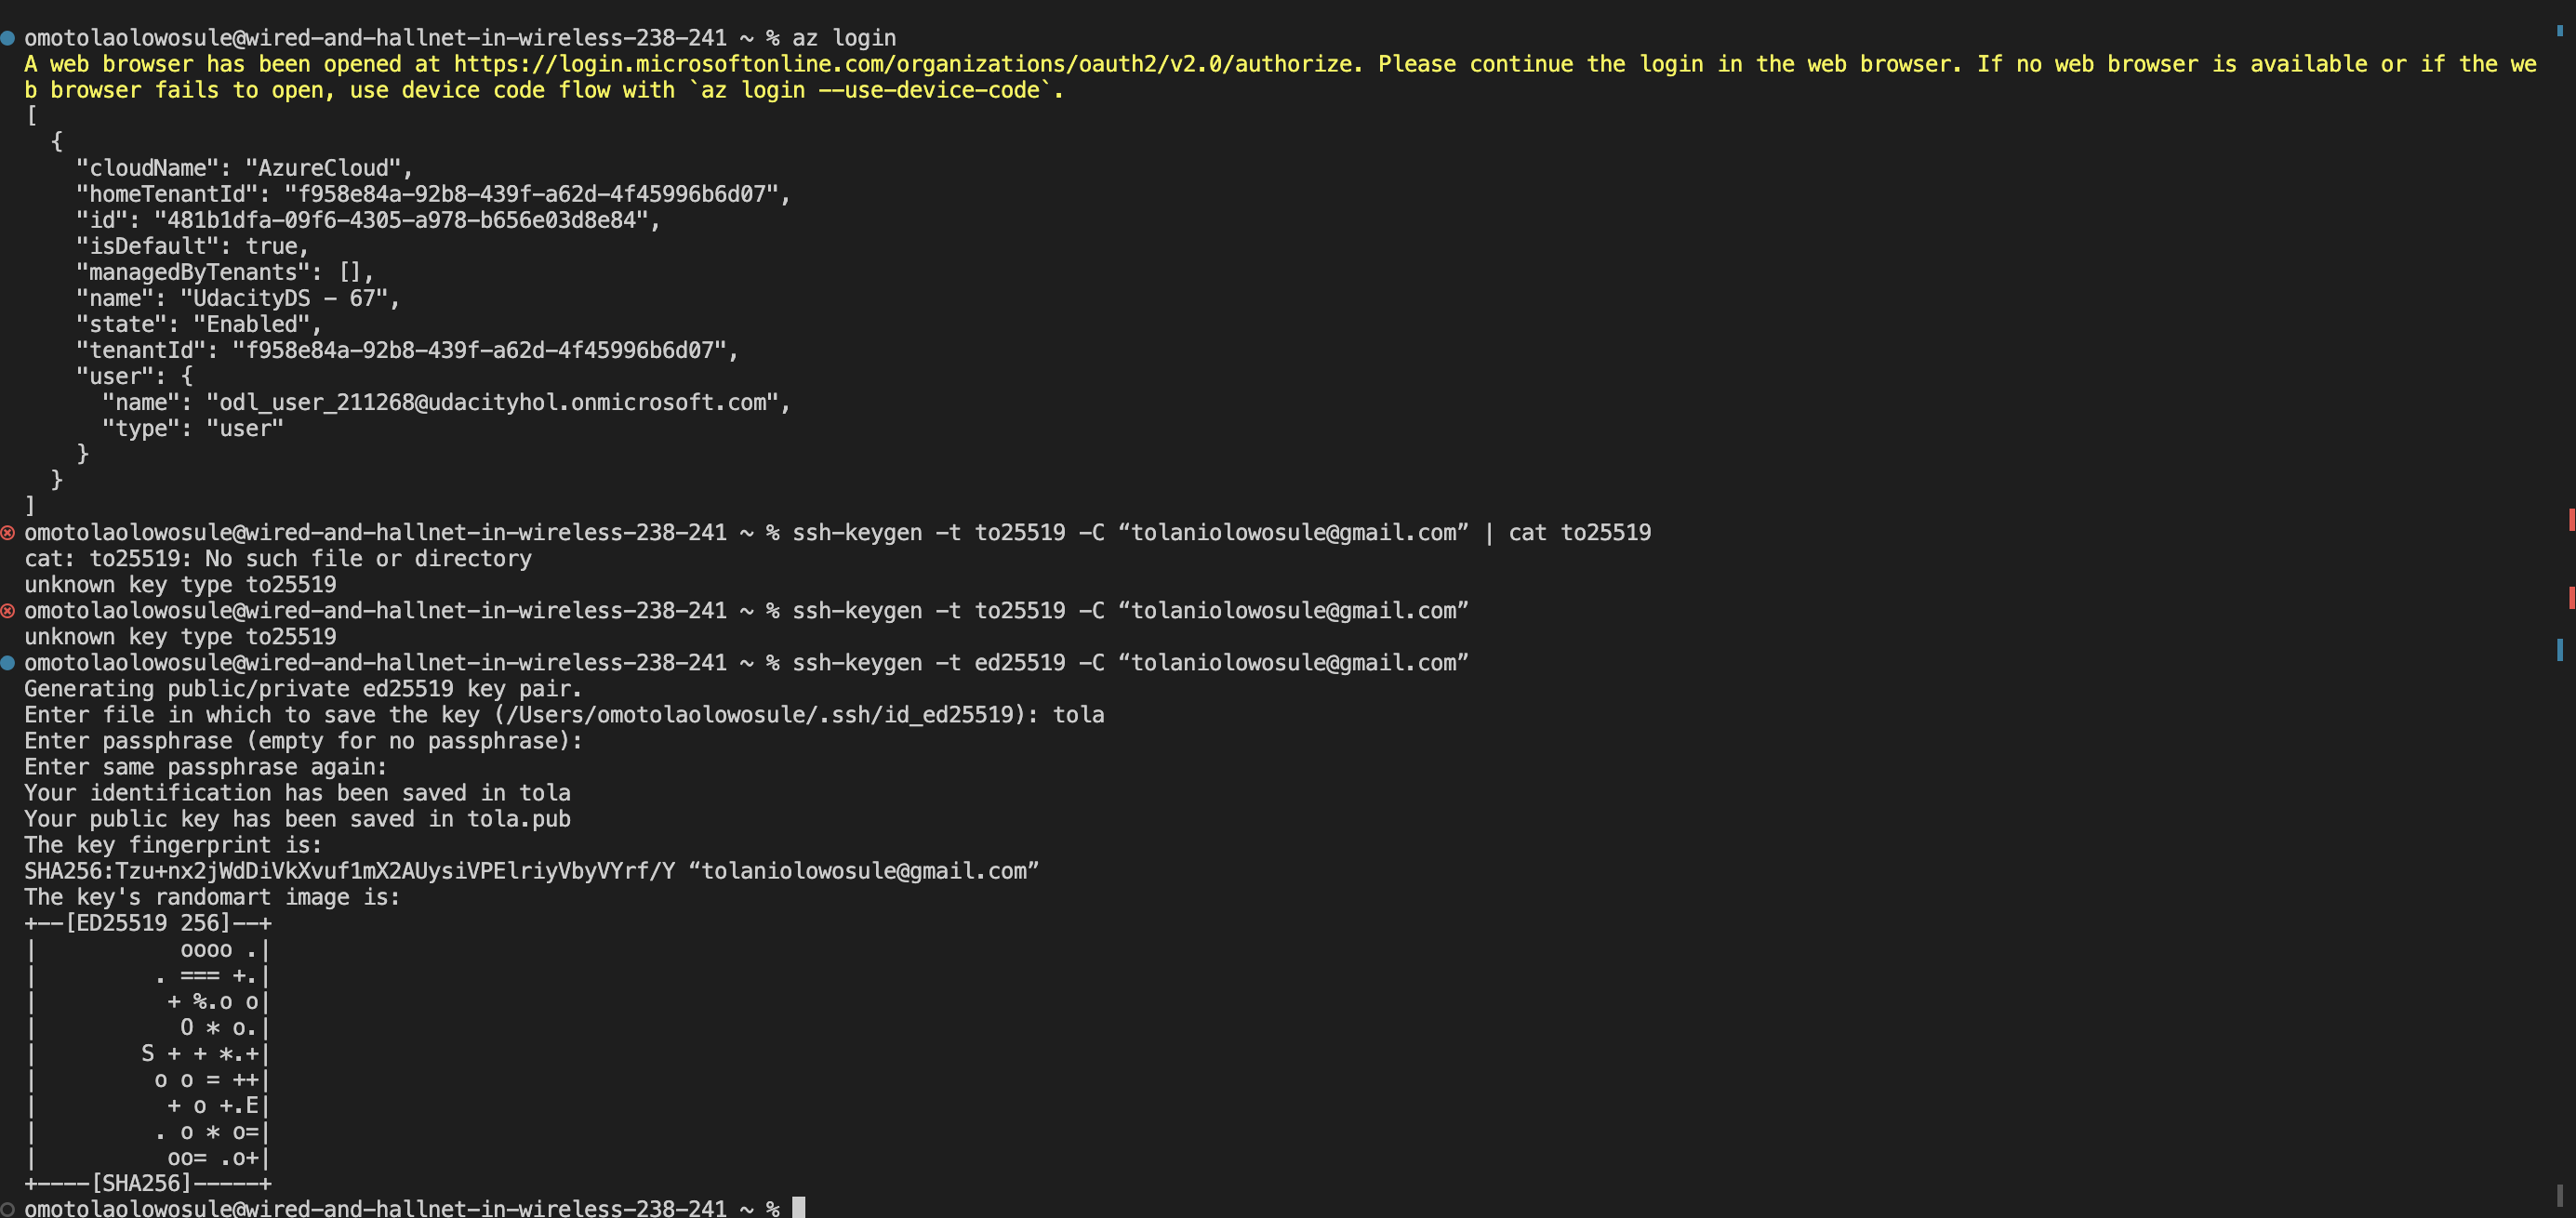 omotolaolowosule@wired-and-hallnet-in-wireless-238-241 ~ % az login
A web browser has been opened at https://login.microsoftonline.com/organizations/oauth2/v2.0/authorize. Please continue the login in the web browser. If no web browser is available or if the we
b browser fails to open, use device code flow with `az login --use-device-code`.
[
  {
    "cloudName": "AzureCloud",
    "homeTenantId": "f958e84a-92b8-439f-a62d-4f45996b6d07",
    "id": "481b1dfa-09f6-4305-a978-b656e03d8e84",
    "isDefault": true,
    "managedByTenants": [],
    "name": "UdacityDS - 67",
    "state": "Enabled",
    "tenantId": "f958e84a-92b8-439f-a62d-4f45996b6d07",
    "user": {
      "name": "odl_user_211268@udacityhol.onmicrosoft.com",
      "type": "user"
    }
  }
]
omotolaolowosule@wired-and-hallnet-in-wireless-238-241 ~ % ssh-keygen -t to25519 -C “tolaniolowosule@gmail.com” | cat to25519
cat: to25519: No such file or directory
unknown key type to25519
omotolaolowosule@wired-and-hallnet-in-wireless-238-241 ~ % ssh-keygen -t to25519 -C “tolaniolowosule@gmail.com”
unknown key type to25519
omotolaolowosule@wired-and-hallnet-in-wireless-238-241 ~ % ssh-keygen -t ed25519 -C “tolaniolowosule@gmail.com”
Generating public/private ed25519 key pair.
Enter file in which to save the key (/Users/omotolaolowosule/.ssh/id_ed25519): tola
Enter passphrase (empty for no passphrase):
Enter same passphrase again:
Your identification has been saved in tola
Your public key has been saved in tola.pub
The key fingerprint is:
SHA256:Tzu+nx2jWdDiVkXvuf1mX2AUysiVPElriyVbyVYrf/Y “tolaniolowosule@gmail.com”
The key's randomart image is:
+--[ED25519 256]--+
|           oooo .|
|         . === +.|
|          + %.o o|
|           O * o.|
|        S + + *.+|
|         o o = ++|
|          + o +.E|
|         . o * o=|
|          oo= .o+|
+----[SHA256]-----+
omotolaolowosule@wired-and-hallnet-in-wireless-238-241 ~ %